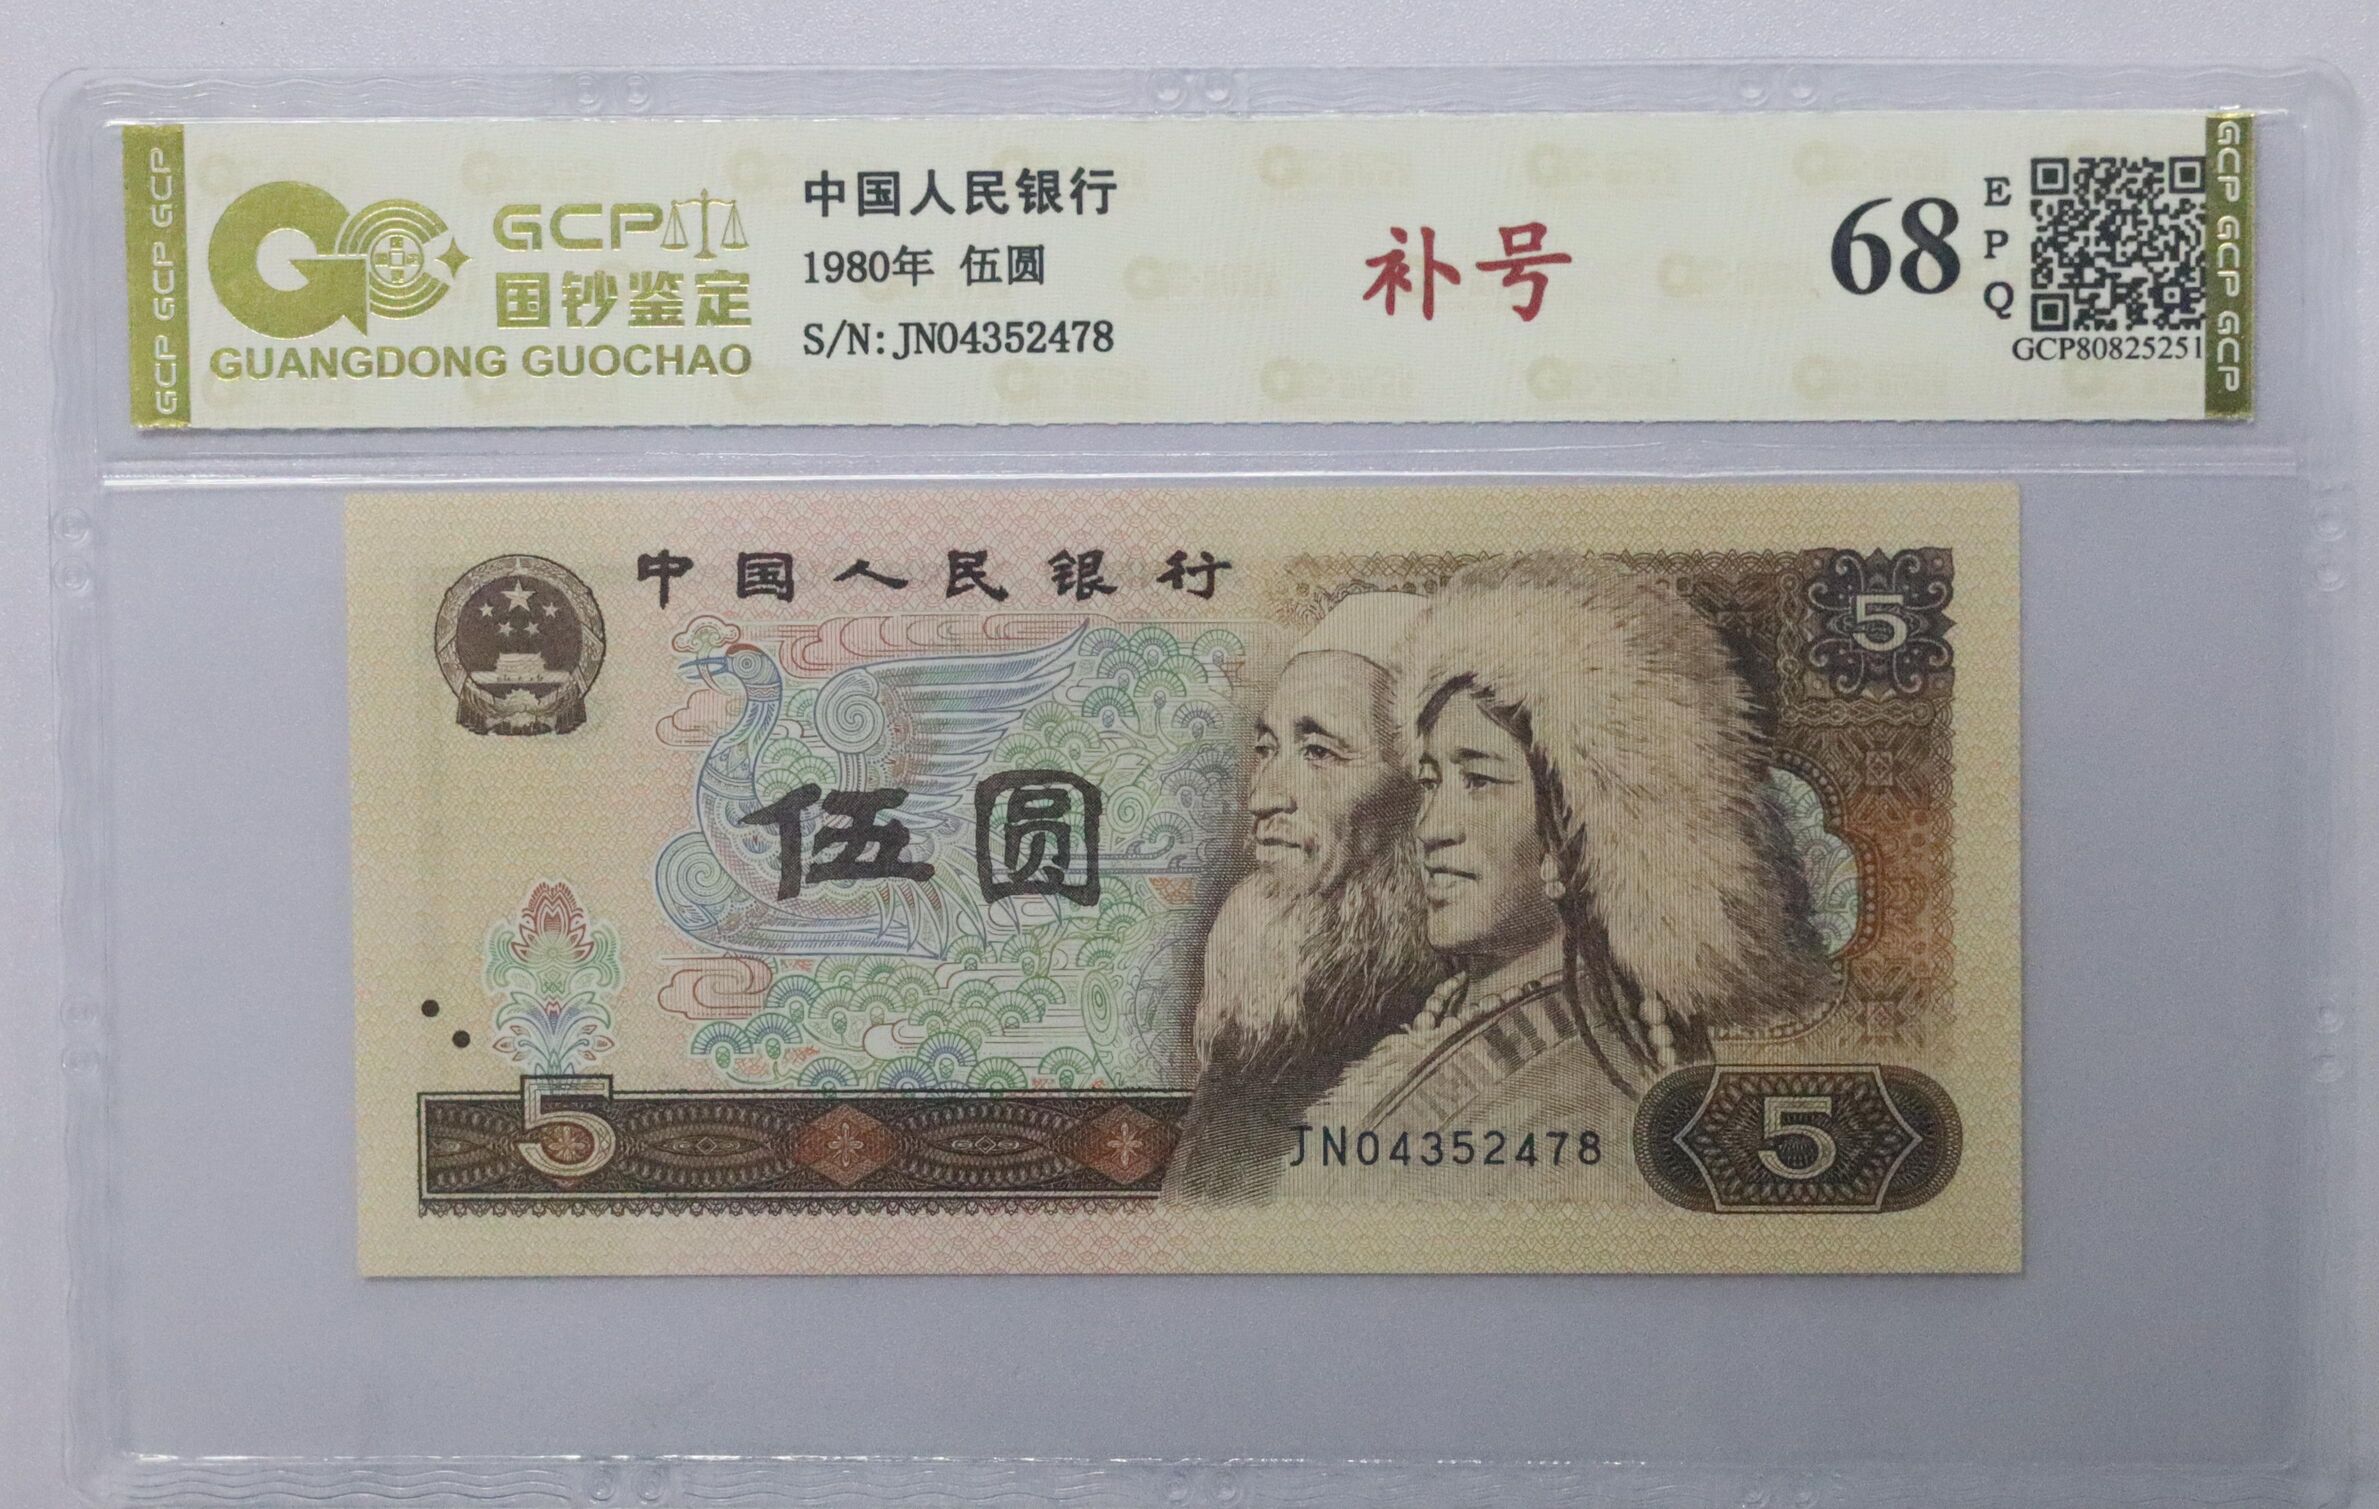 GCP GCP GCP
GCP
国钞鉴定
GUANGDONG GUOCHAO
中国人民银行
1980年 伍圆
S/N:JN04352478
补号
68
EPQ
GCP80825251
GCP GCP GCP
中国人民银行
5
伍圆
5
JN04352478
5